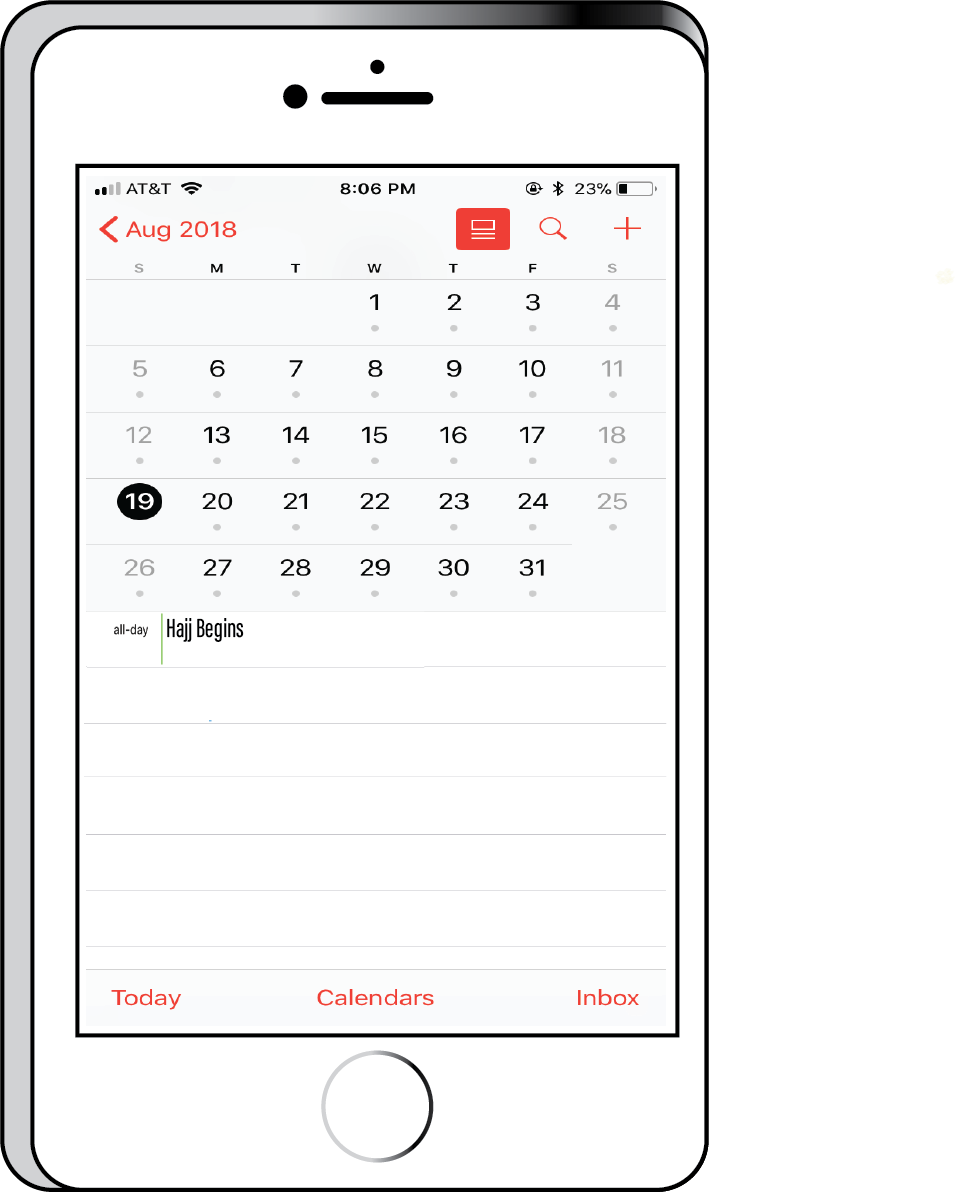 AT&T 8:06 PM 23%
Aug 2018
S M T W T F S
1 2 3 4
5 6 7 8 9 10 11
12 13 14 15 16 17 18
19 20 21 22 23 24 25
26 27 28 29 30 31
all-day Hajj Begins
Today Calendars Inbox